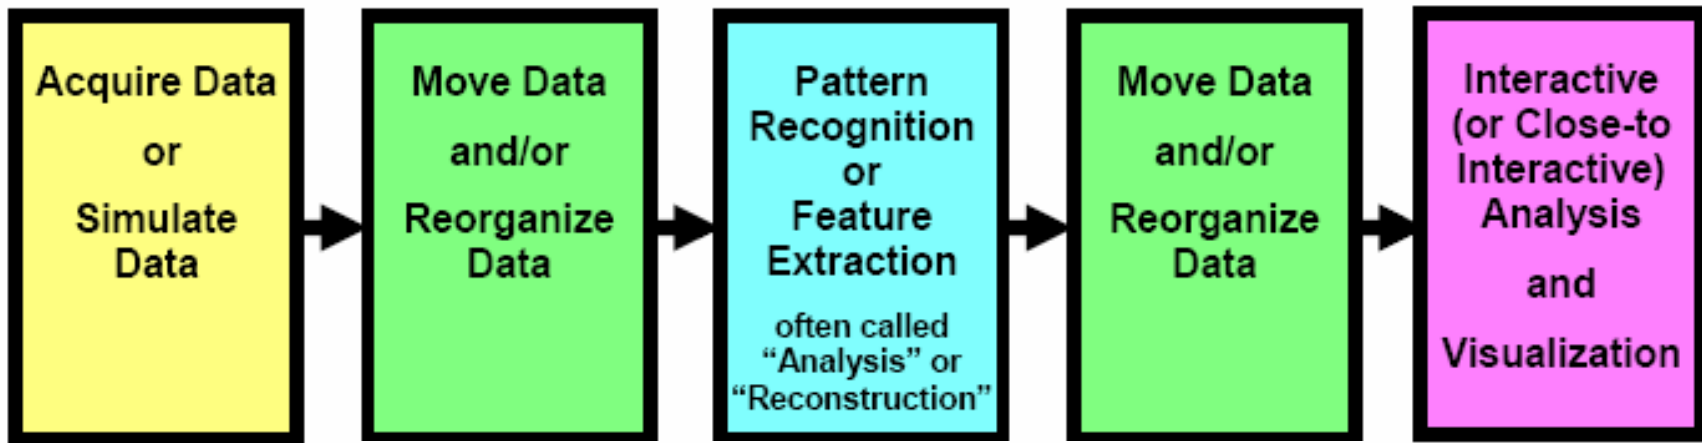 Acquire Data
or
Simulate
Data
Move Data
and/or
Reorganize
Data
Pattern
Recognition
or
Feature
Extraction
often called
“Analysis” or
“Reconstruction”
Move Data
and/or
Reorganize
Data
Interactive
(or Close-to
Interactive)
Analysis
and
Visualization